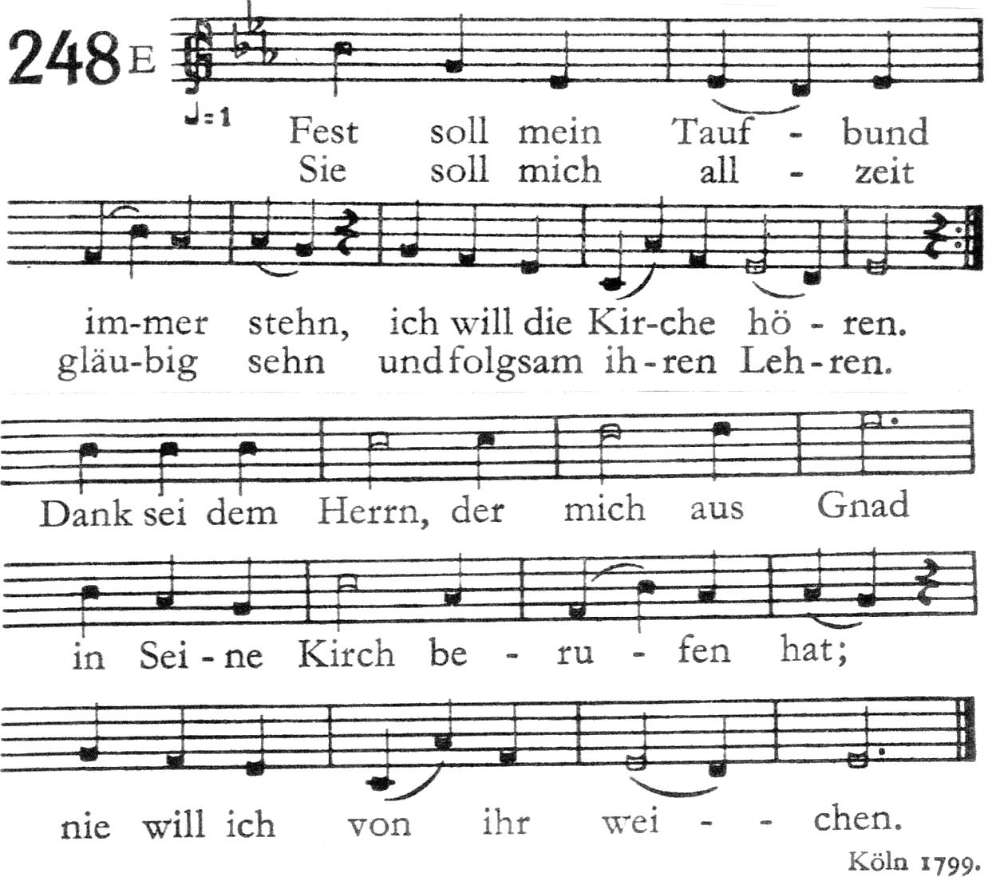 248 E
♩=1
Fest soll mein Tauf - bund
Sie soll mich all - zeit
im-mer stehn, ich will die Kir-che hö - ren.
gläu-big sehn und folgsam ih-ren Leh-ren.
Dank sei dem Herrn, der mich aus Gnad
in Sei-ne Kirch be - ru - fen hat;
nie will ich von ihr wei - - chen.
Köln 1799.